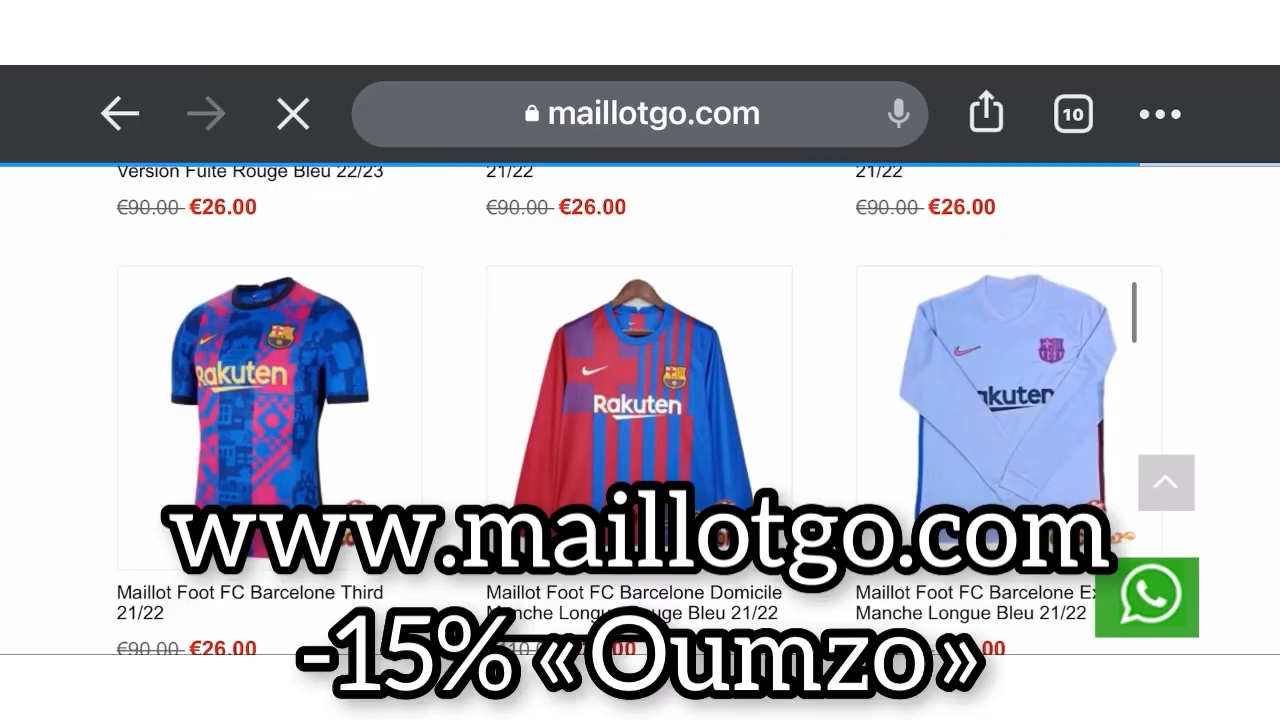 maillotgo.com
10
Version Fuite Rouge Bleu 22/23
21/22
21/22
€90.00 €26.00
€90.00 €26.00
€90.00 €26.00
Rakuten
Rakuten
akuten
www.maillotgo.com
Maillot Foot FC Barcelone Third
21/22
Maillot Foot FC Barcelone Domicile
Manche Longue Rouge Bleu 21/22
Maillot Foot FC Barcelone Ex
Manche Longue Bleu 21/22
€90.00 €26.00
-15% «Oumzo»